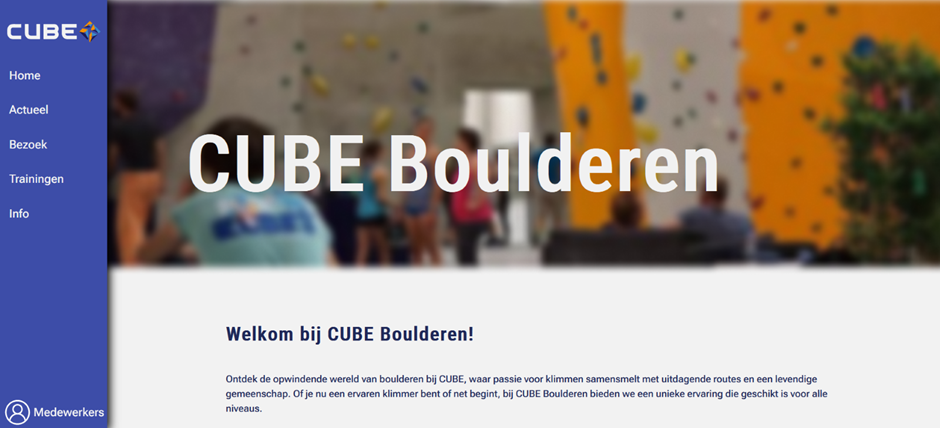 CUBE
Home
Actueel
Bezoek
Trainingen
Info
Medewerkers
CUBE Boulderen
Welkom bij CUBE Boulderen!
Ontdek de opwindende wereld van boulderen bij CUBE, waar passie voor klimmen samensmelt met uitdagende routes en een levendige
gemeenschap. Of je nu een ervaren klimmer bent of net begint, bij CUBE Boulderen bieden we een unieke ervaring die geschikt is voor alle
niveaus.